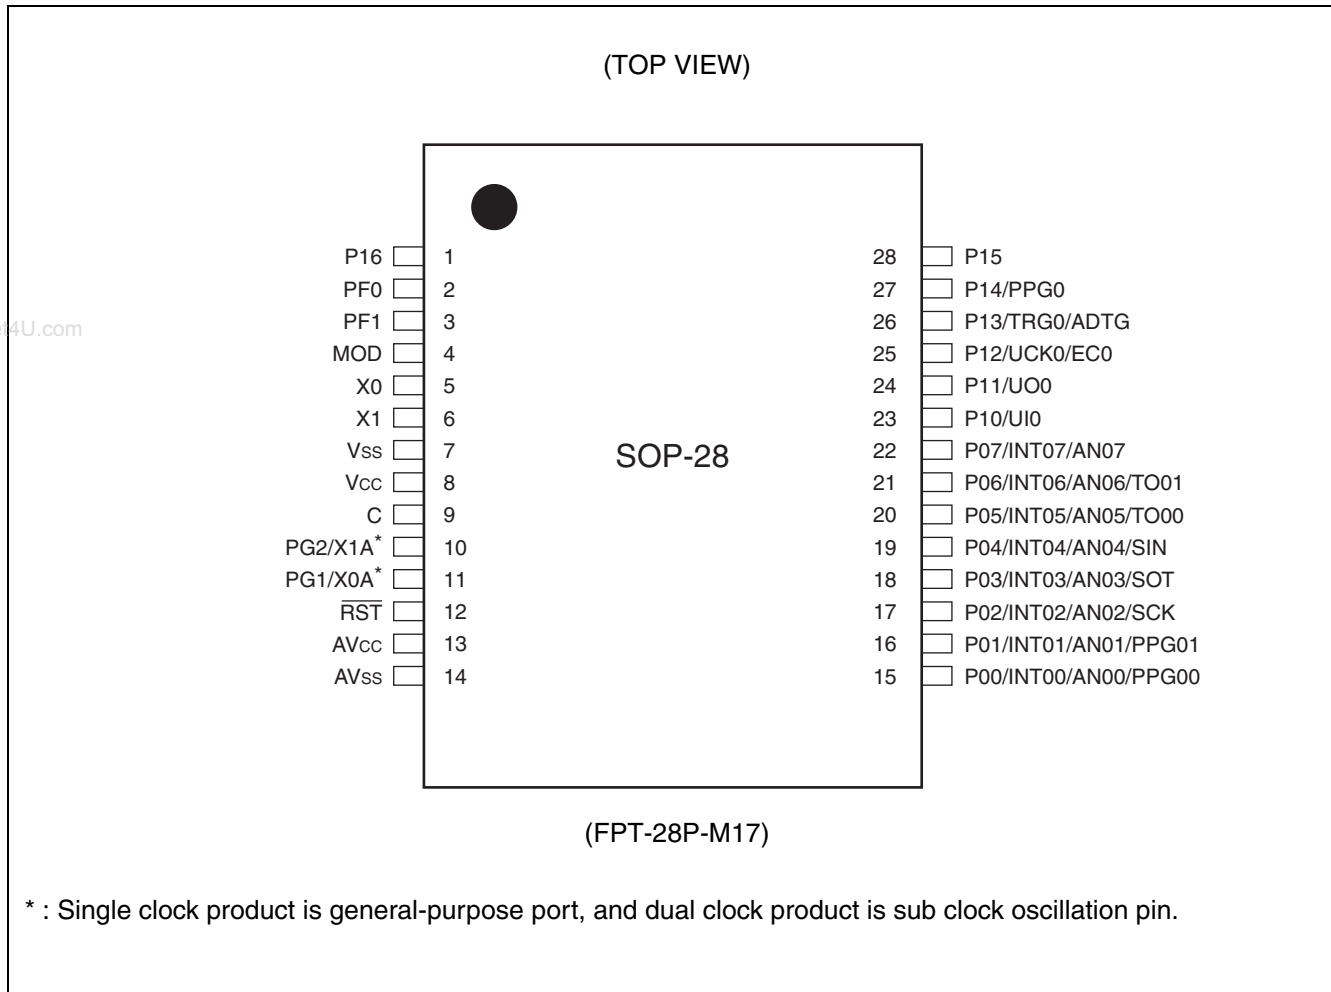 (TOP VIEW)
P16 1 28 P15
PF0 2 27 P14/PPG0
PF1 3 26 P13/TRG0/ADTG
MOD 4 25 P12/UCK0/EC0
X0 5 24 P11/UO0
X1 6 23 P10/UI0
Vss 7 22 P07/INT07/AN07
Vcc 8 21 P06/INT06/AN06/TO01
C 9 20 P05/INT05/AN05/TO00
PG2/X1A* 10 19 P04/INT04/AN04/SIN
PG1/X0A* 11 18 P03/INT03/AN03/SOT
RST 12 17 P02/INT02/AN02/SCK
AVcc 13 16 P01/INT01/AN01/PPG01
AVss 14 15 P00/INT00/AN00/PPG00
SOP-28
(FPT-28P-M17)
* : Single clock product is general-purpose port, and dual clock product is sub clock oscillation pin.
4U.com